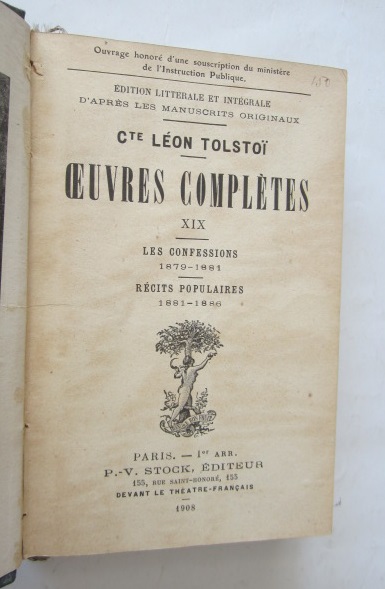 Ouvrage honoré d'une souscription du ministère
de l'Instruction Publique.
ÉDITION LITTERALE ET INTÉGRALE
D'APRÈS LES MANUSCRITS ORIGINAUX
Cte LÉON TOLSTOÏ
ŒUVRES COMPLÈTES
XIX
LES CONFESSIONS
1879-1881
RÉCITS POPULAIRES
1881-1886
PARIS. — 1er ARR.
P.-V. STOCK, ÉDITEUR
155, RUE SAINT-HONORÉ, 155
DEVANT LE THÉATRE-FRANÇAIS
1908